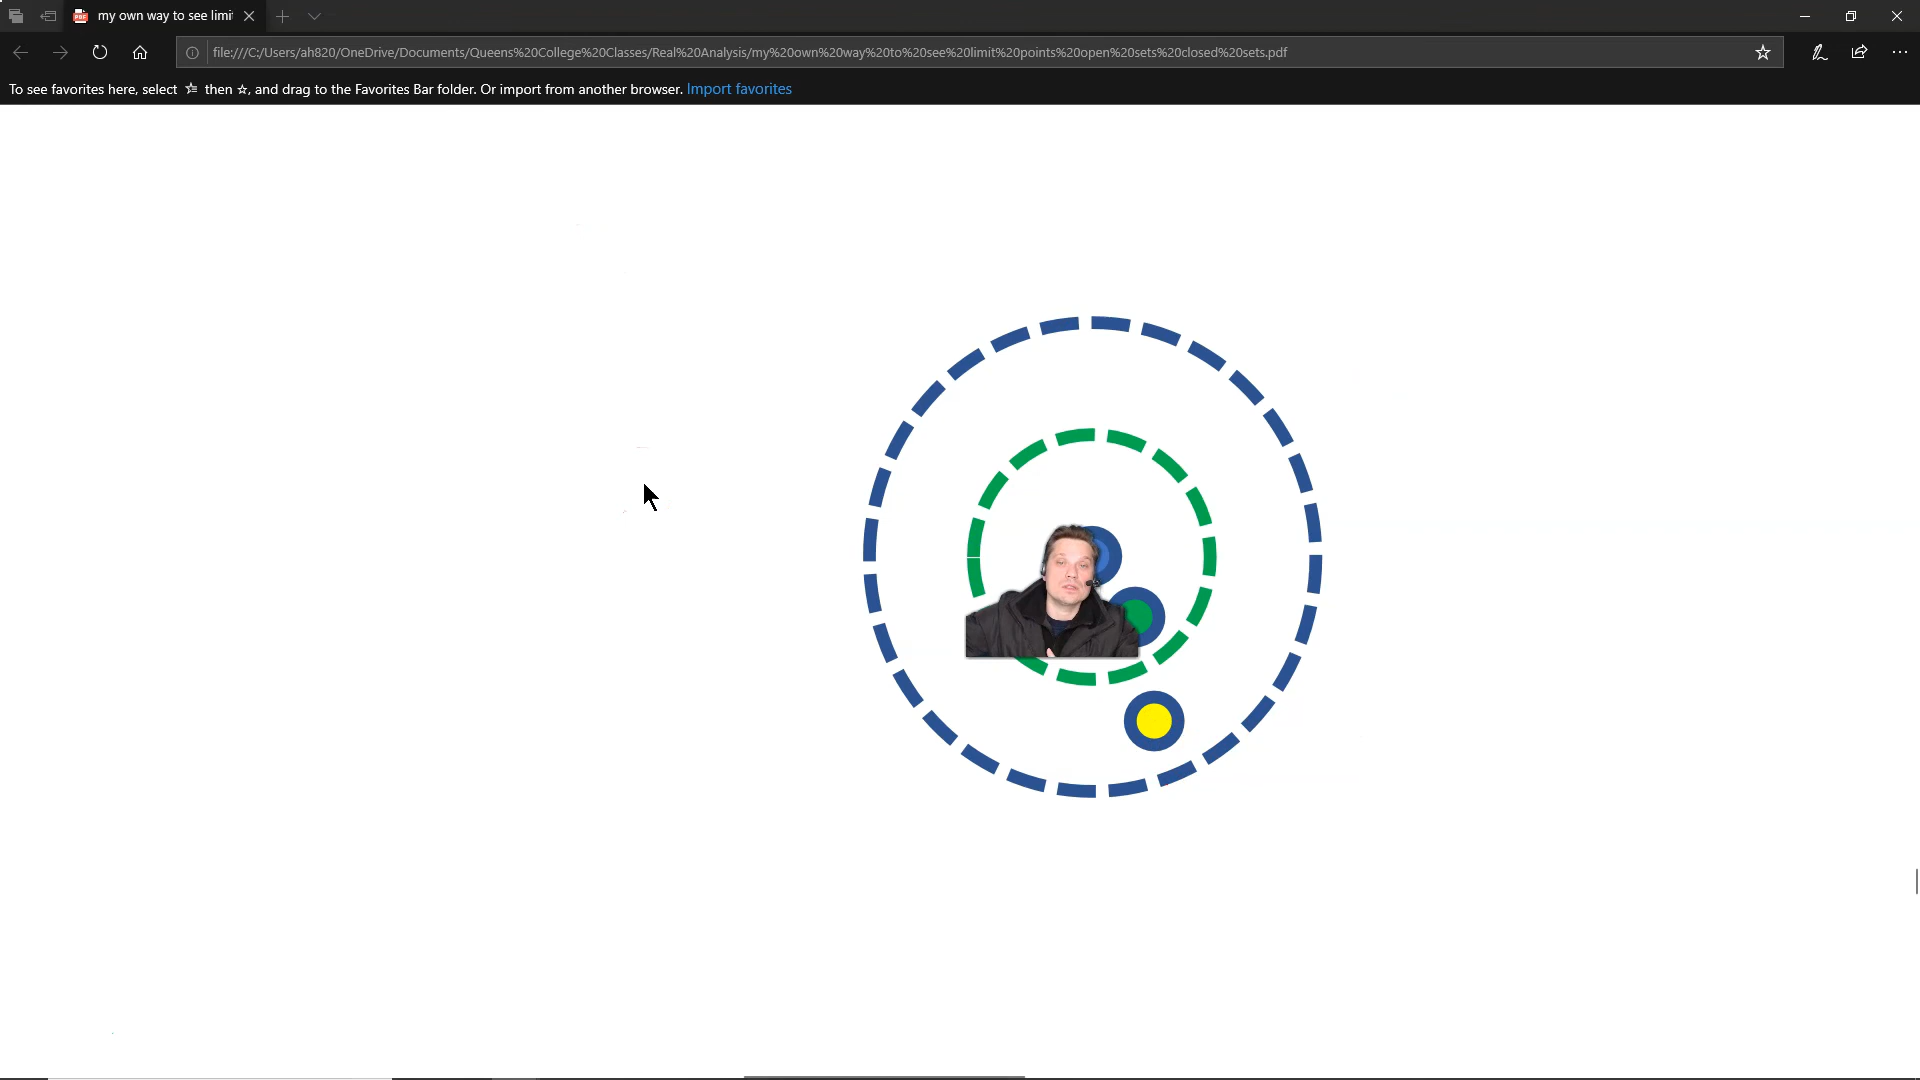 my own way to see limi
file:///C:/Users/ah820/OneDrive/Documents/Queens%20College%20Classes/Real%20Analysis/my%20own%20way%20to%20see%20limit%20points%20open%20sets%20closed%20sets.pdf
To see favorites here, select then ☆, and drag to the Favorites Bar folder. Or import from another browser. Import favorites